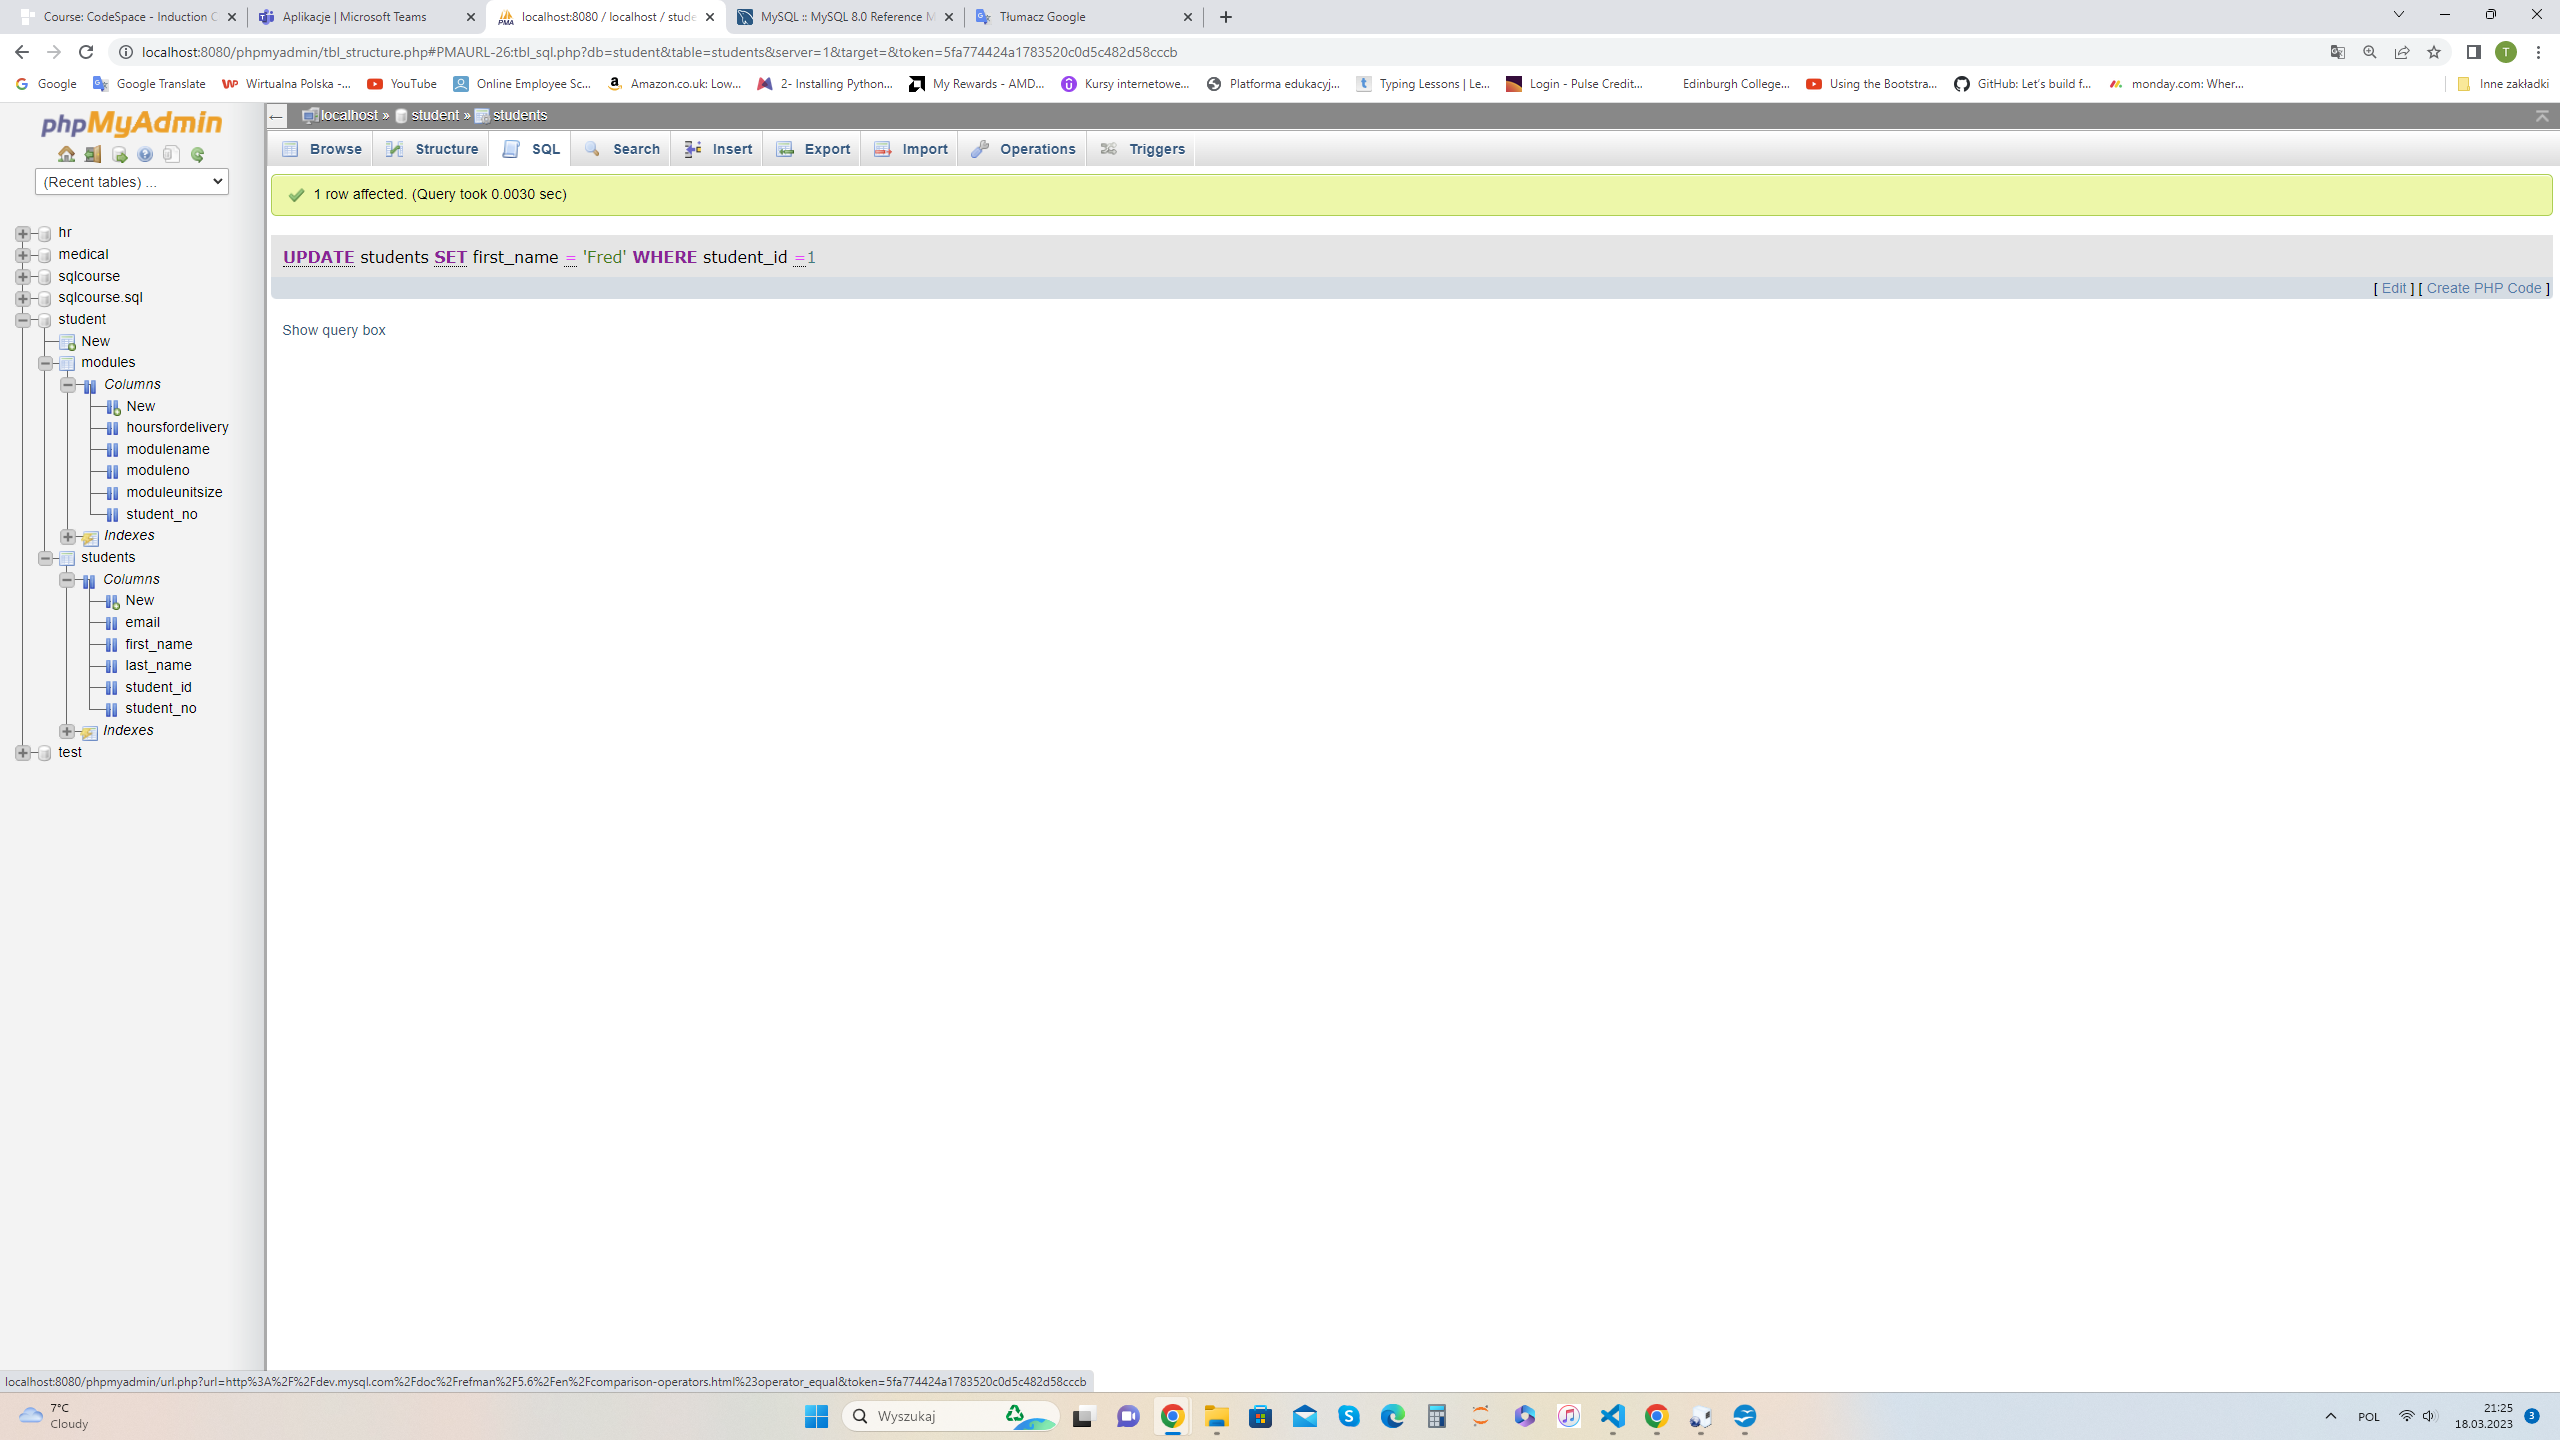 Course: CodeSpace - Induction C
Aplikacje | Microsoft Teams
localhost:8080 / localhost / stude
MySQL :: MySQL 8.0 Reference M
Tłumacz Google
localhost:8080/phpmyadmin/tbl_structure.php#PMAURL-26:tbl_sql.php?db=student&table=students&server=1&target=&token=5fa774424a1783520c0d5c482d58cccb
T
Google
Google Translate
Wirtualna Polska -...
YouTube
Online Employee Sc...
Amazon.co.uk: Low...
2- Installing Python...
My Rewards - AMD...
Kursy internetowe...
Platforma edukacyj...
Typing Lessons | Le...
Login - Pulse Credit...
Edinburgh College...
Using the Bootstra...
GitHub: Let's build f...
monday.com: Wher...
Inne zakładki
phpMyAdmin
(Recent tables) ...
hr
medical
sqlcourse
sqlcourse.sql
student
New
modules
Columns
New
hoursfordelivery
modulename
moduleno
moduleunitsize
student_no
Indexes
students
Columns
New
email
first_name
last_name
student_id
student_no
Indexes
test
localhost » student » students
Browse
Structure
SQL
Search
Insert
Export
Import
Operations
Triggers
1 row affected. (Query took 0.0030 sec)
UPDATE students SET first_name = 'Fred' WHERE student_id =1
[ Edit ] [ Create PHP Code ]
Show query box
localhost:8080/phpmyadmin/url.php?url=http%3A%2F%2Fdev.mysql.com%2Fdoc%2Frefman%2F5.6%2Fen%2Fcomparison-operators.html%23operator_equal&token=5fa774424a1783520c0d5c482d58cccb
7°C
Cloudy
Wyszukaj
POL
21:25
18.03.2023
3